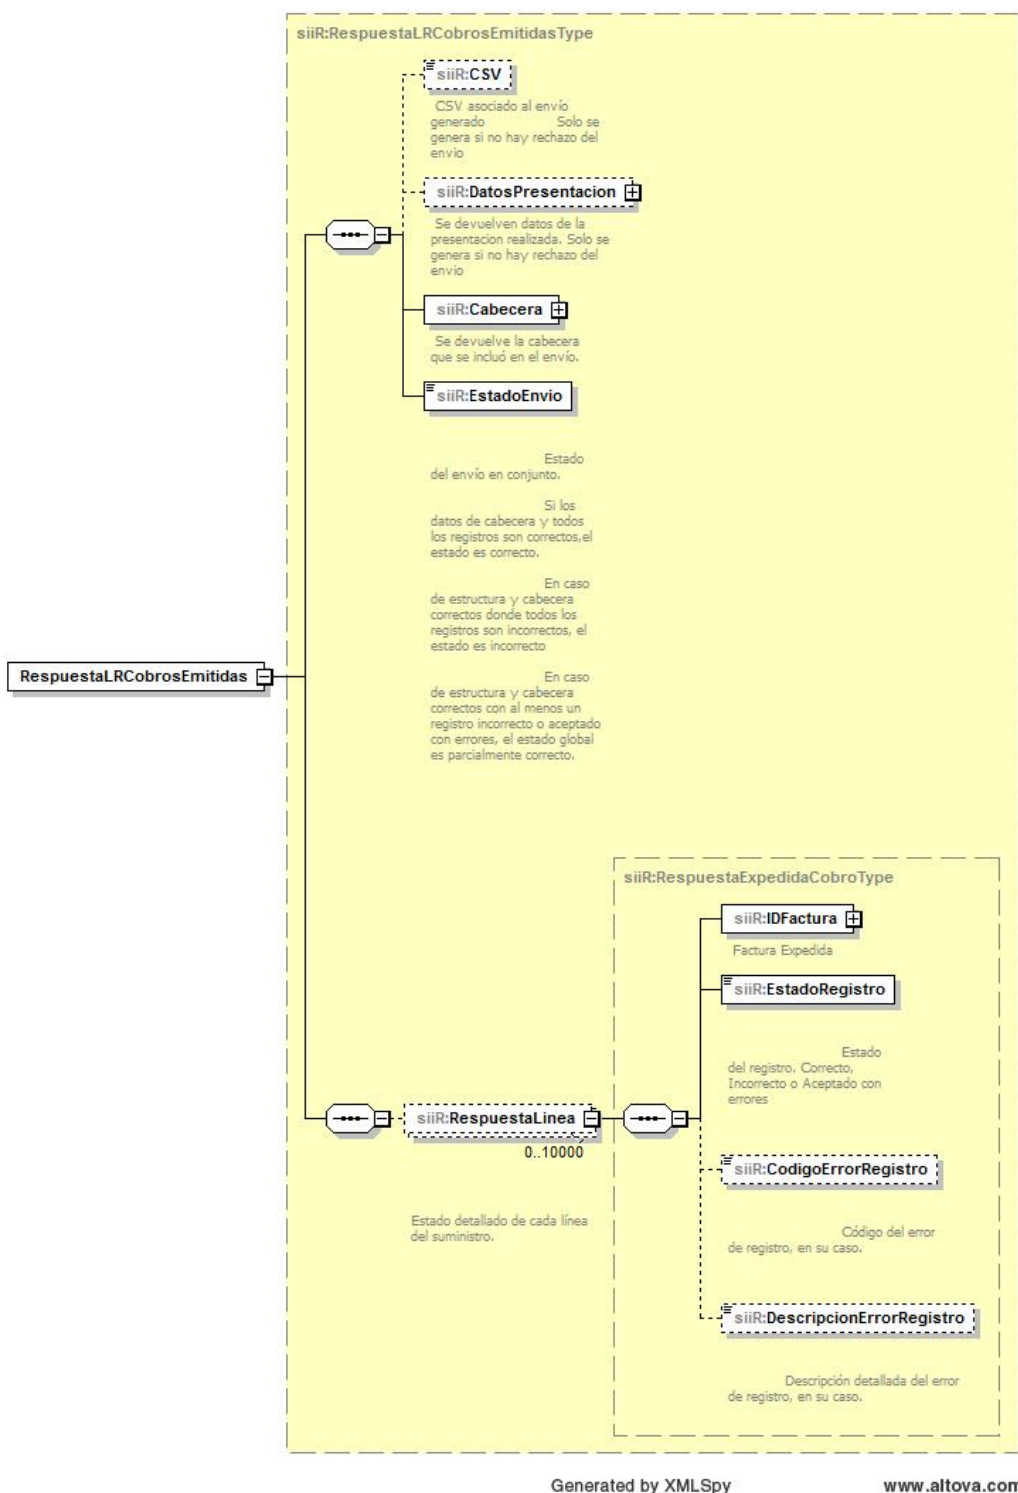 siiR:RespuestaLRCobrosEmitidasType
siiR:CSV
CSV asociado al envío
generado Solo se
genera si no hay rechazo del
envio
siiR:DatosPresentacion
Se devuelven datos de la
presentacion realizada. Solo se
genera si no hay rechazo del
envio
siiR:Cabecera
Se devuelve la cabecera
que se incluó en el envío.
siiR:EstadoEnvio
Estado
del envío en conjunto.
Si los
datos de cabecera y todos
los registros son correctos,el
estado es correcto.
En caso
de estructura y cabecera
correctos donde todos los
registros son incorrectos, el
estado es incorrecto
En caso
de estructura y cabecera
correctos con al menos un
registro incorrecto o aceptado
con errores, el estado global
es parcialmente correcto.
RespuestaLRCobrosEmitidas
siiR:RespuestaExpedidaCobroType
siiR:IDFactura
Factura Expedida
siiR:EstadoRegistro
Estado
del registro. Correcto,
Incorrecto o Aceptado con
errores
siiR:RespuestaLinea
0..10000
Estado detallado de cada línea
del suministro.
siiR:CodigoErrorRegistro
Código del error
de registro, en su caso.
siiR:DescripcionErrorRegistro
Descripción detallada del error
de registro, en su caso.
Generated by XMLSpy
www.altova.com